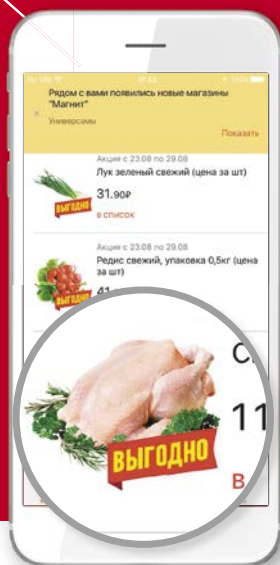 Рядом с вами появились новые магазины
"Магнит"
Универсамы
Показать
Акция с 23.08 по 29.08
Лук зеленый свежий (цена за шт)
31.90₽
ВЫГОДНО
в список
Акция с 23.08 по 29.08
Редис свежий, упаковка 0,5кг (цена
за шт)
ВЫГОДНО
41
ВЫГОДНО
11